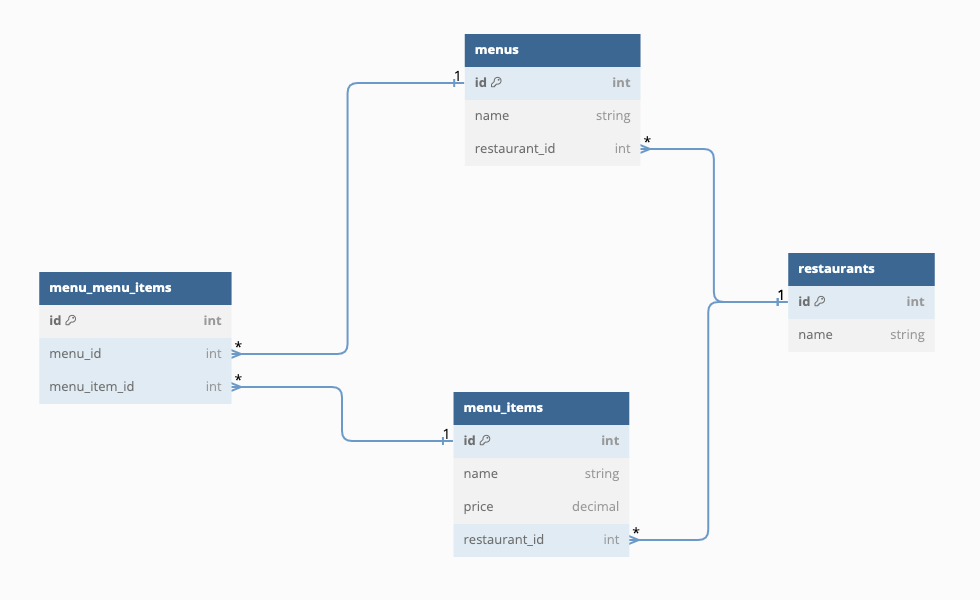 menus
1
id int
name string
restaurant_id int
*
restaurants
1
id int
name string
menu_menu_items
id int
menu_id int
*
menu_item_id int
*
menu_items
1
id int
name string
price decimal
restaurant_id int
*